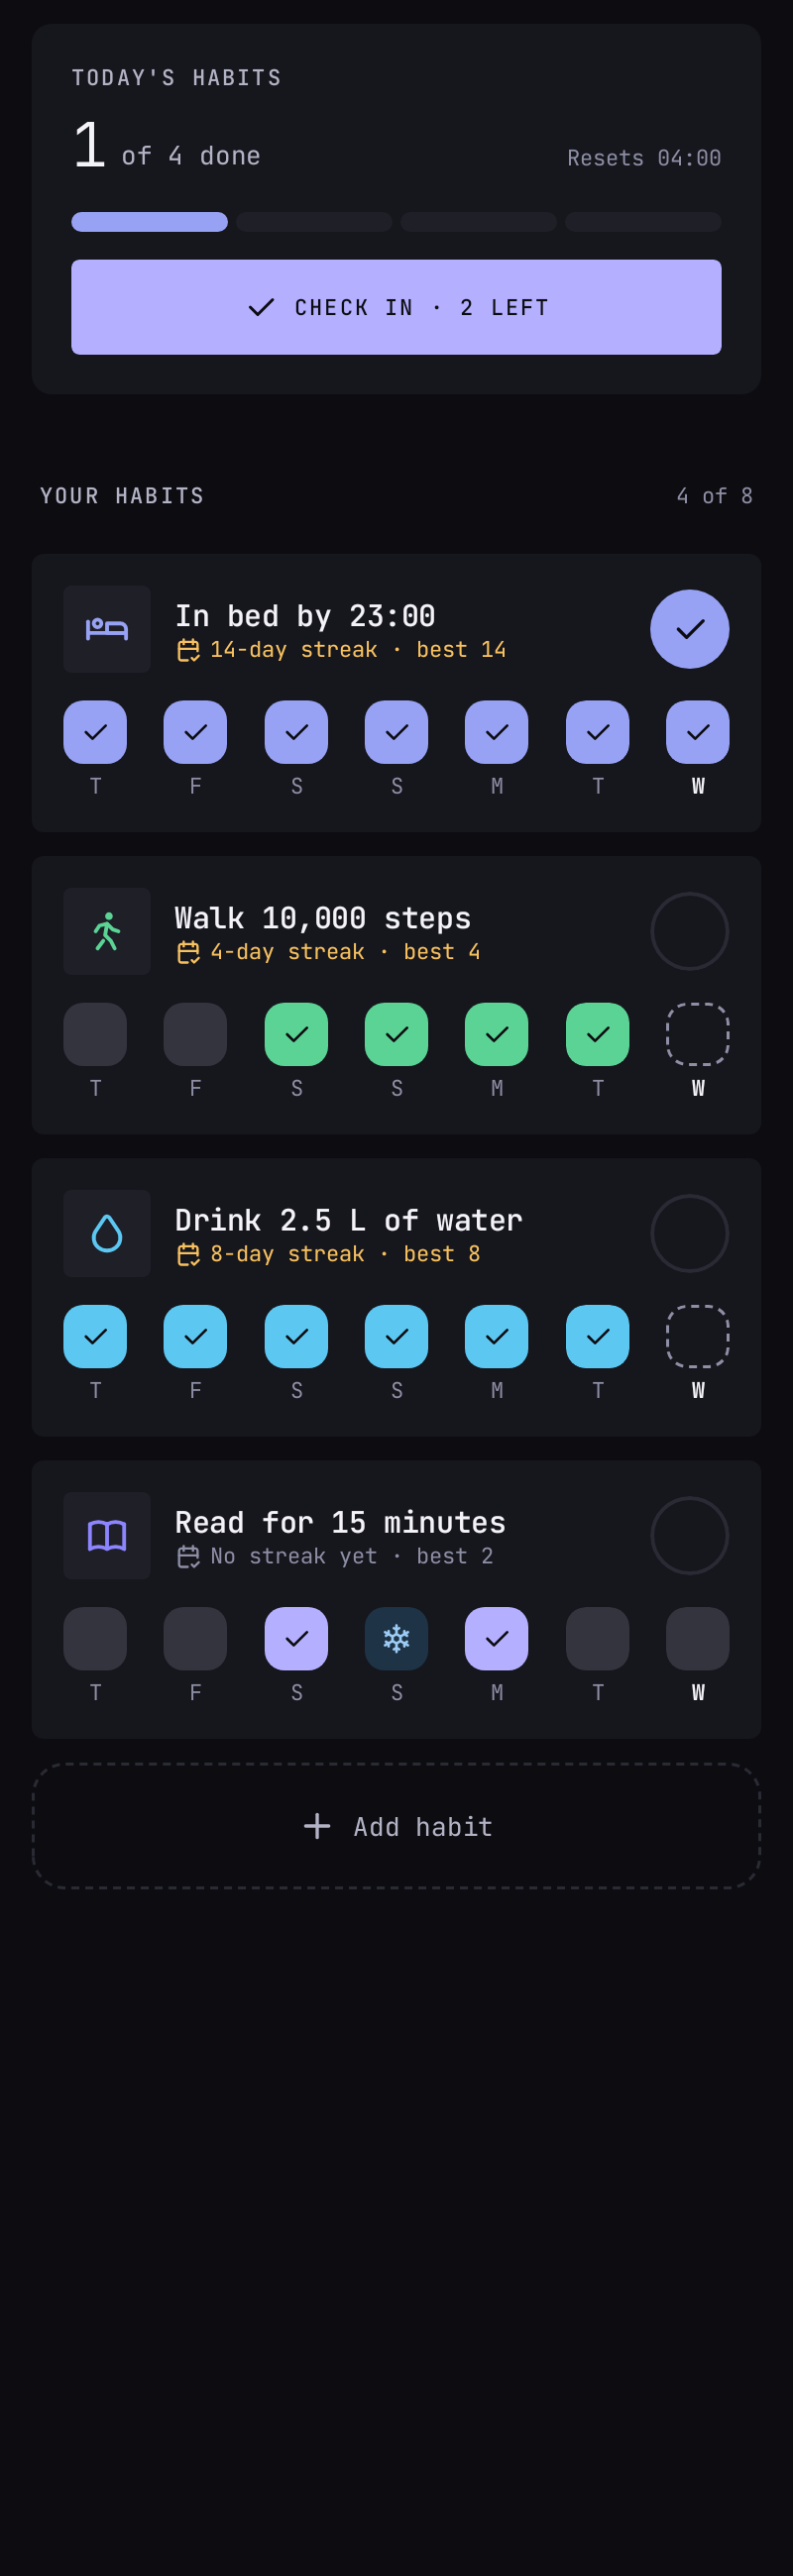 TODAY'S HABITS
1 of 4 done
Resets 04:00
CHECK IN · 2 LEFT
YOUR HABITS
4 of 8
In bed by 23:00
14-day streak · best 14
T F S S M T W
Walk 10,000 steps
4-day streak · best 4
T F S S M T W
Drink 2.5 L of water
8-day streak · best 8
T F S S M T W
Read for 15 minutes
No streak yet · best 2
T F S S M T W
Add habit